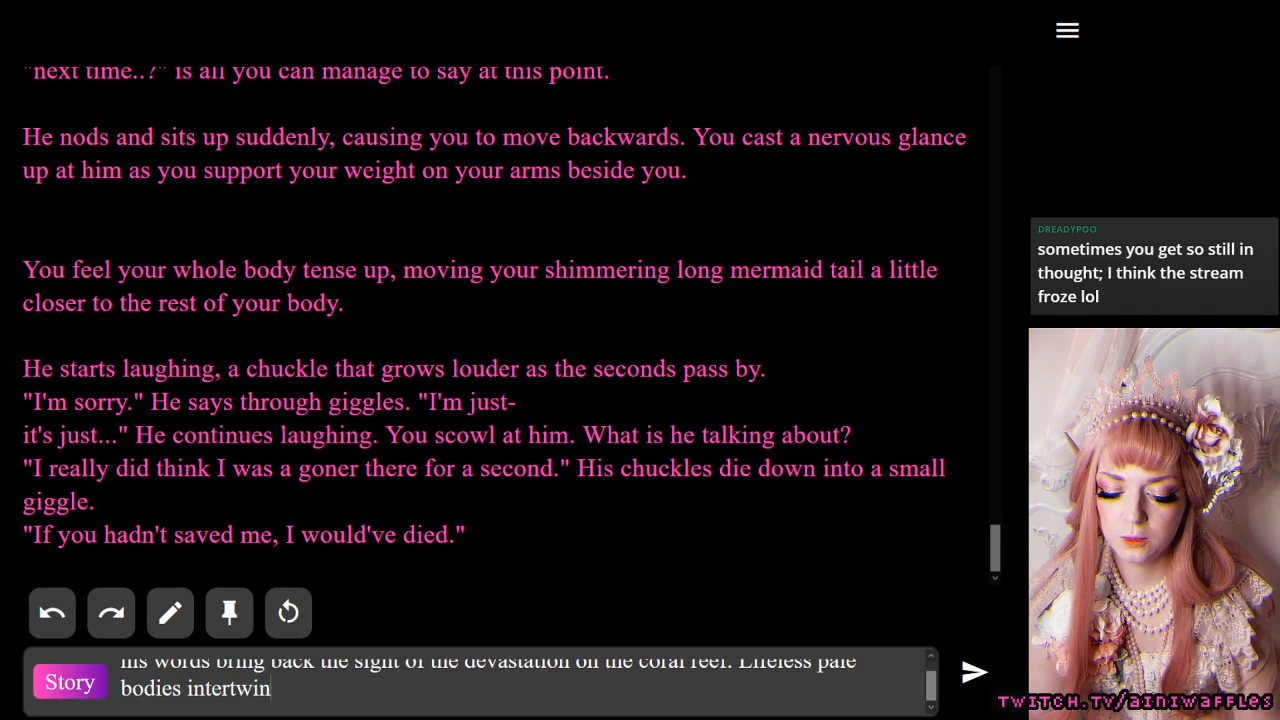 "next time..?" is all you can manage to say at this point.
He nods and sits up suddenly, causing you to move backwards. You cast a nervous glance
up at him as you support your weight on your arms beside you.
You feel your whole body tense up, moving your shimmering long mermaid tail a little
closer to the rest of your body.
He starts laughing, a chuckle that grows louder as the seconds pass by.
"I'm sorry." He says through giggles. "I'm just-
it's just..." He continues laughing. You scowl at him. What is he talking about?
"I really did think I was a goner there for a second." His chuckles die down into a small
giggle.
"If you hadn't saved me, I would've died."
his words bring back the sight of the devastation on the coral reef. Lifeless pale
Story
bodies intertwin
DREADYPOO
sometimes you get so still in
thought; I think the stream
froze lol
TWITCH.TV/AINIWAFFLES